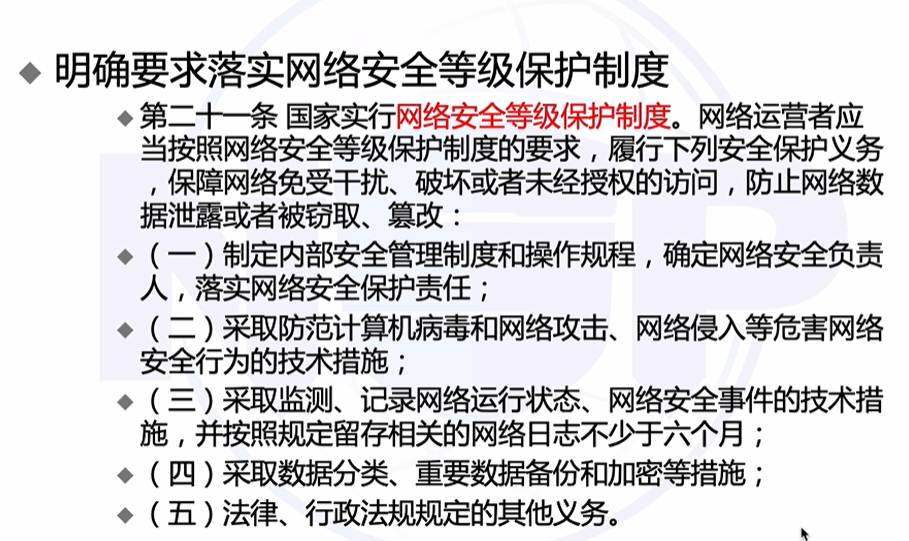 明确要求落实网络安全等级保护制度
第二十一条 国家实行网络安全等级保护制度。网络运营者应
当按照网络安全等级保护制度的要求，履行下列安全保护义务
，保障网络免受干扰、破坏或者未经授权的访问，防止网络数
据泄露或者被窃取、篡改：
（一）制定内部安全管理制度和操作规程，确定网络安全负责
人，落实网络安全保护责任；
（二）采取防范计算机病毒和网络攻击、网络侵入等危害网络
安全行为的技术措施；
（三）采取监测、记录网络运行状态、网络安全事件的技术措
施，并按照规定留存相关的网络日志不少于六个月；
（四）采取数据分类、重要数据备份和加密等措施；
（五）法律、行政法规规定的其他义务。